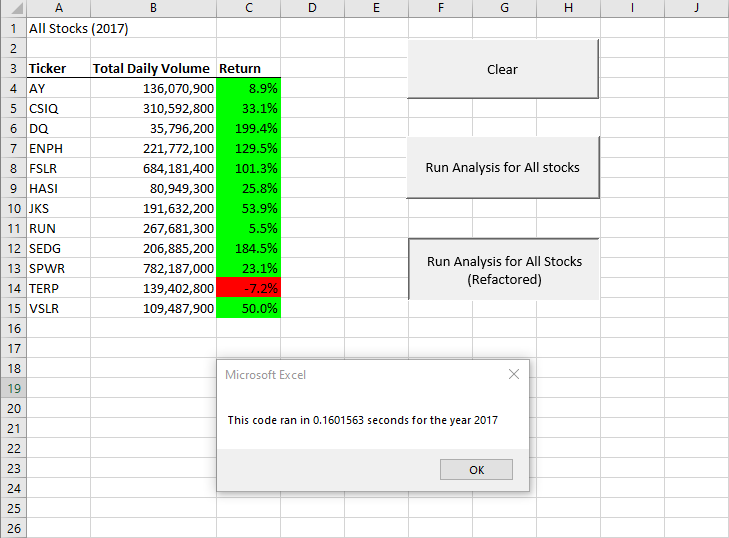 A B C D E F G H I J
1 All Stocks (2017)
2
3 Ticker Total Daily Volume Return
4 AY 136,070,900 8.9%
5 CSIQ 310,592,800 33.1%
6 DQ 35,796,200 199.4%
7 ENPH 221,772,100 129.5%
8 FSLR 684,181,400 101.3%
9 HASI 80,949,300 25.8%
10 JKS 191,632,200 53.9%
11 RUN 267,681,300 5.5%
12 SEDG 206,885,200 184.5%
13 SPWR 782,187,000 23.1%
14 TERP 139,402,800 -7.2%
15 VSLR 109,487,900 50.0%
16
17
18
19
20
21
22
23
24
25
26
Clear
Run Analysis for All stocks
Run Analysis for All Stocks
(Refactored)
Microsoft Excel
This code ran in 0.1601563 seconds for the year 2017
OK